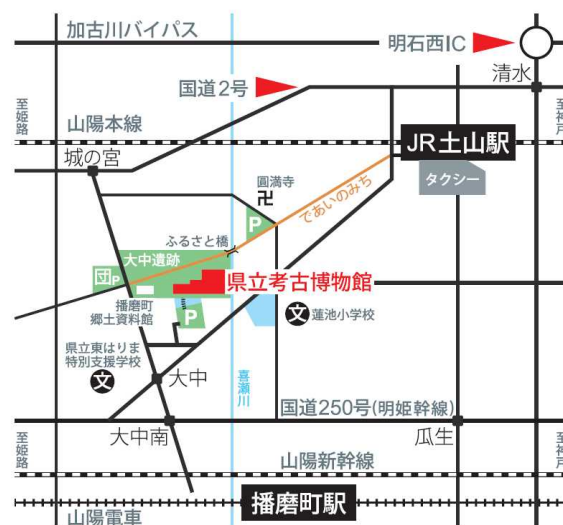 加古川バイパス
明石西IC
清水
国道2号
至姫路
山陽本線
至神戸
JR土山駅
城の宮
タクシー
圓満寺
卍
であいのみち
P
ふるさと橋
大中遺跡
団P
県立考古博物館
播磨町
郷土資料館
P
文
蓮池小学校
県立東はりま
特別支援学校
文
大中
喜瀬川
国道250号(明姫幹線)
大中南
瓜生
至姫路
至神戸
山陽新幹線
播磨町駅
山陽電車